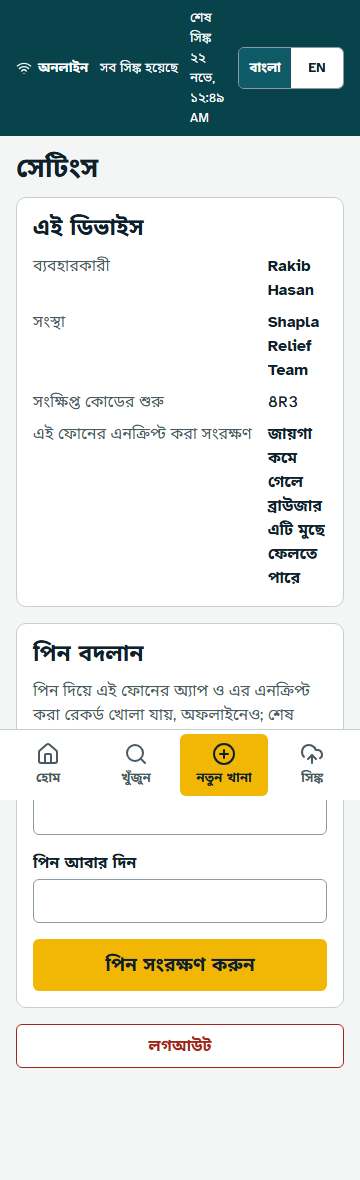 অনলাইন
সব সিঙ্ক হয়েছে
শেষ
সিঙ্ক
২২
নভে,
১২:৪৯
AM
বাংলা
EN
সেটিংস
এই ডিভাইস
ব্যবহারকারী
Rakib
Hasan
সংস্থা
Shapla
Relief
Team
সংক্ষিপ্ত কোডের শুরু
8R3
এই ফোনের এনক্রিপ্ট করা সংরক্ষণ
জায়গা
কমে
গেলে
ব্রাউজার
এটি মুছে
ফেলতে
পারে
পিন বদলান
পিন দিয়ে এই ফোনের অ্যাপ ও এর এনক্রিপ্ট
করা রেকর্ড খোলা যায়, অফলাইনেও; শেষ
হোম
খুঁজুন
নতুন খানা
সিঙ্ক
পিন আবার দিন
পিন সংরক্ষণ করুন
লগআউট